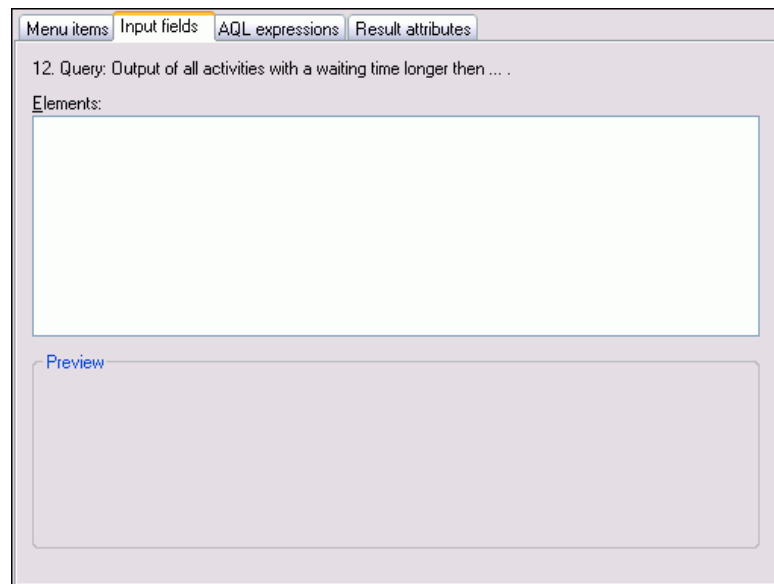 Menu items Input fields AQL expressions Result attributes
12. Query: Output of all activities with a waiting time longer then ... .
Elements:
Preview